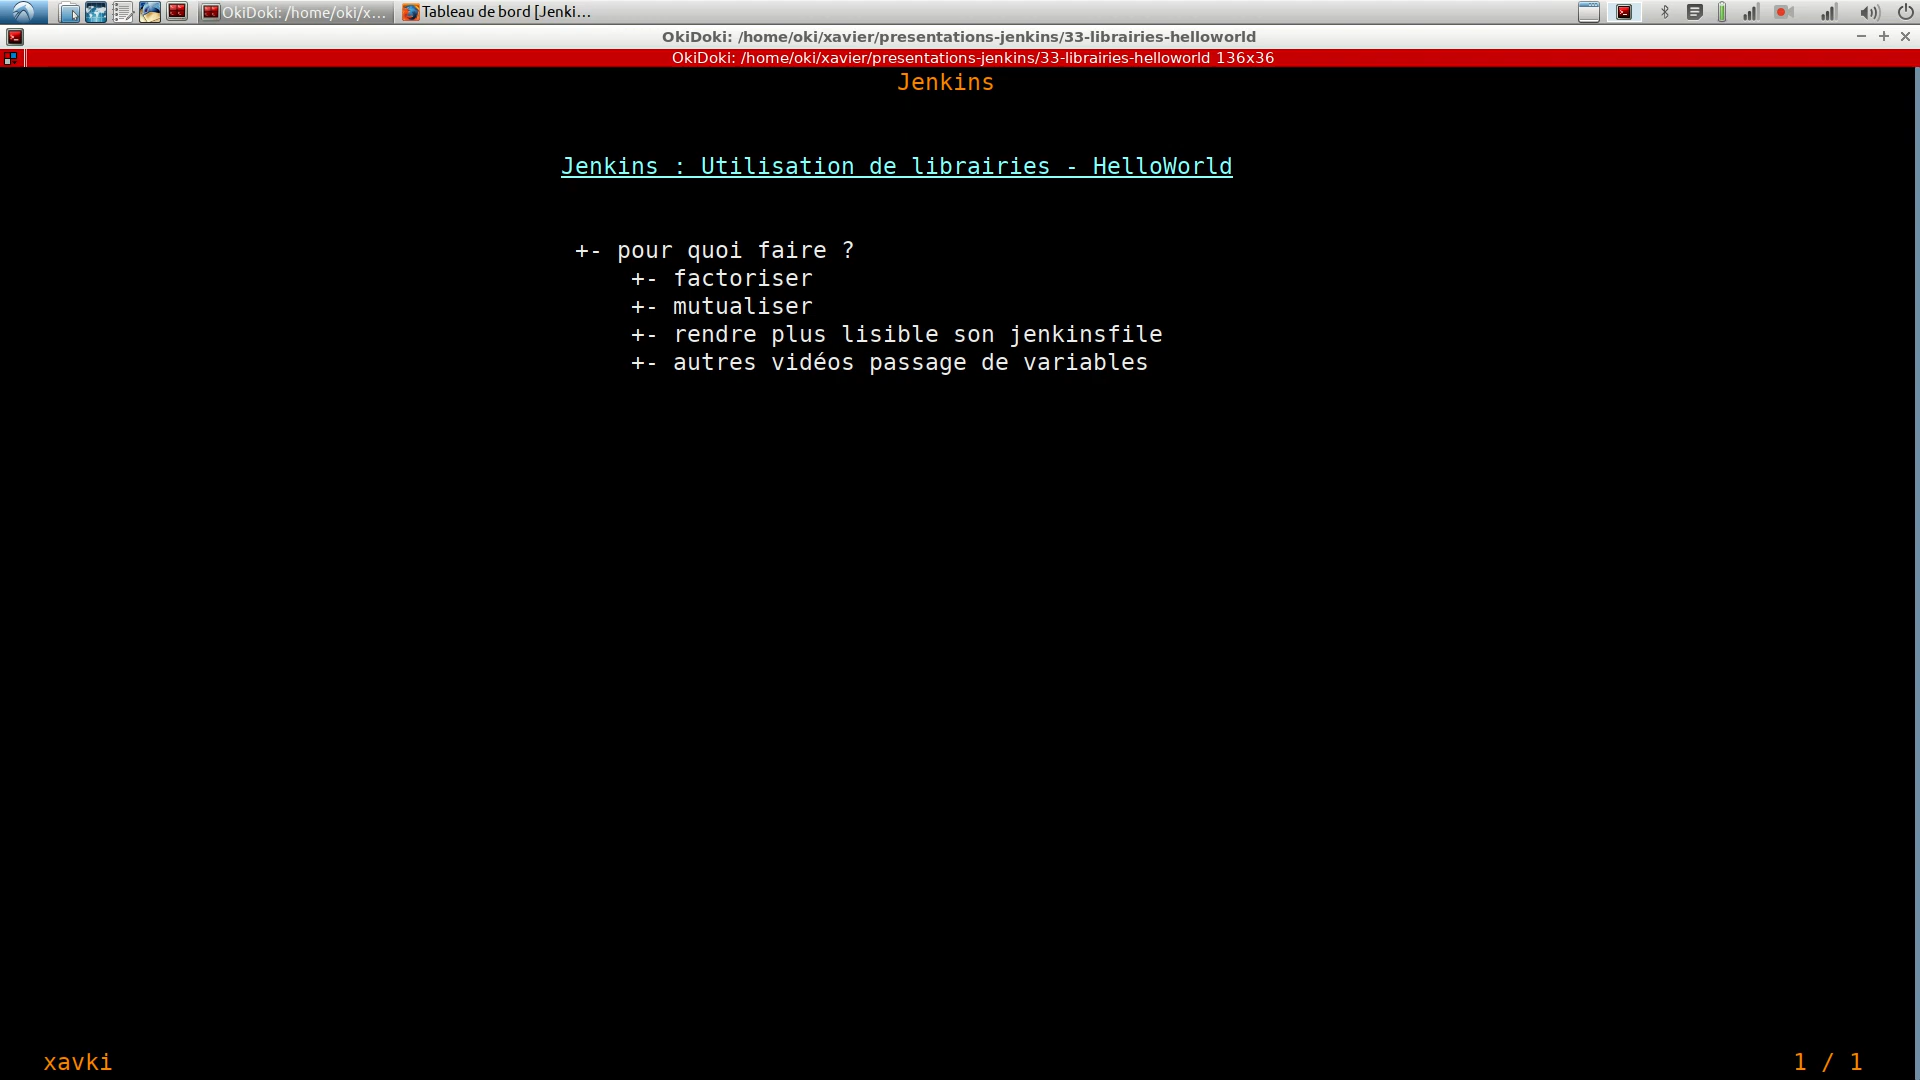 OkiDoki: /home/oki/x...
Tableau de bord [Jenki...
OkiDoki: /home/oki/xavier/presentations-jenkins/33-librairies-helloworld
OkiDoki: /home/oki/xavier/presentations-jenkins/33-librairies-helloworld 136x36
Jenkins
Jenkins : Utilisation de librairies - HelloWorld
+- pour quoi faire ?
+- factoriser
+- mutualiser
+- rendre plus lisible son jenkinsfile
+- autres vidéos passage de variables
xavki
1 / 1